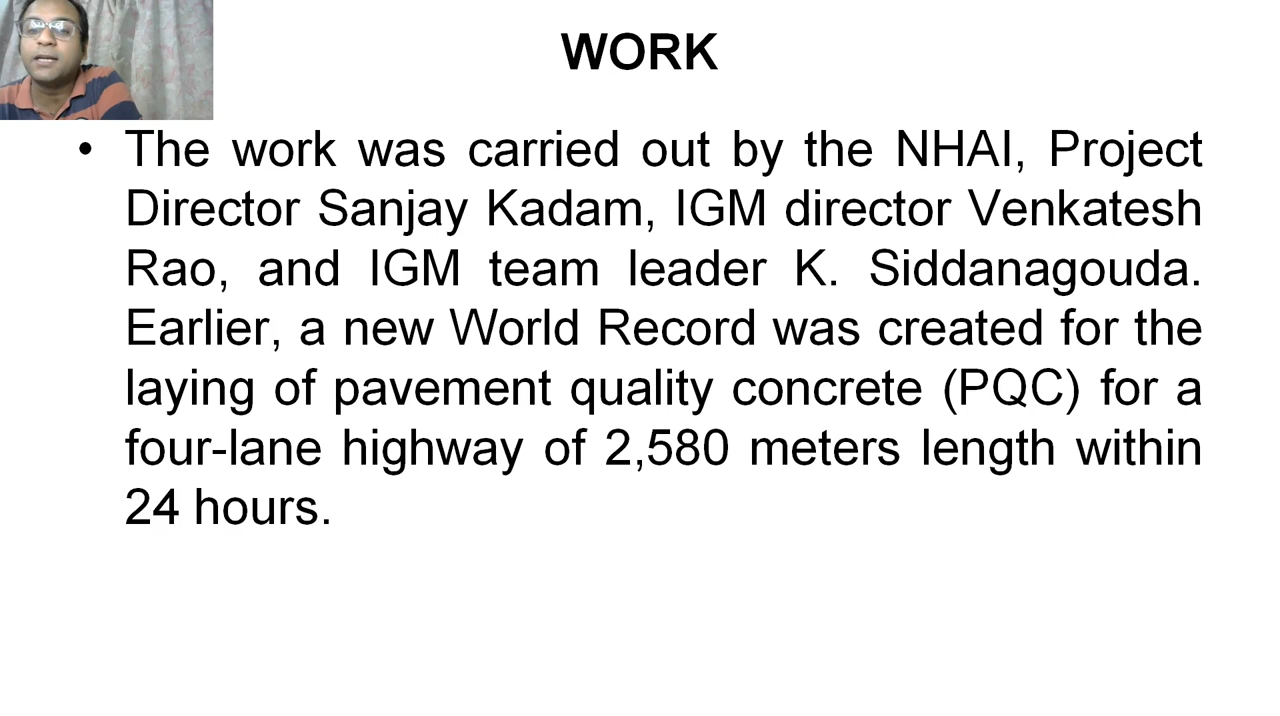 WORK
• The work was carried out by the NHAI, Project
Director Sanjay Kadam, IGM director Venkatesh
Rao, and IGM team leader K. Siddanagouda.
Earlier, a new World Record was created for the
laying of pavement quality concrete (PQC) for a
four-lane highway of 2,580 meters length within
24 hours.